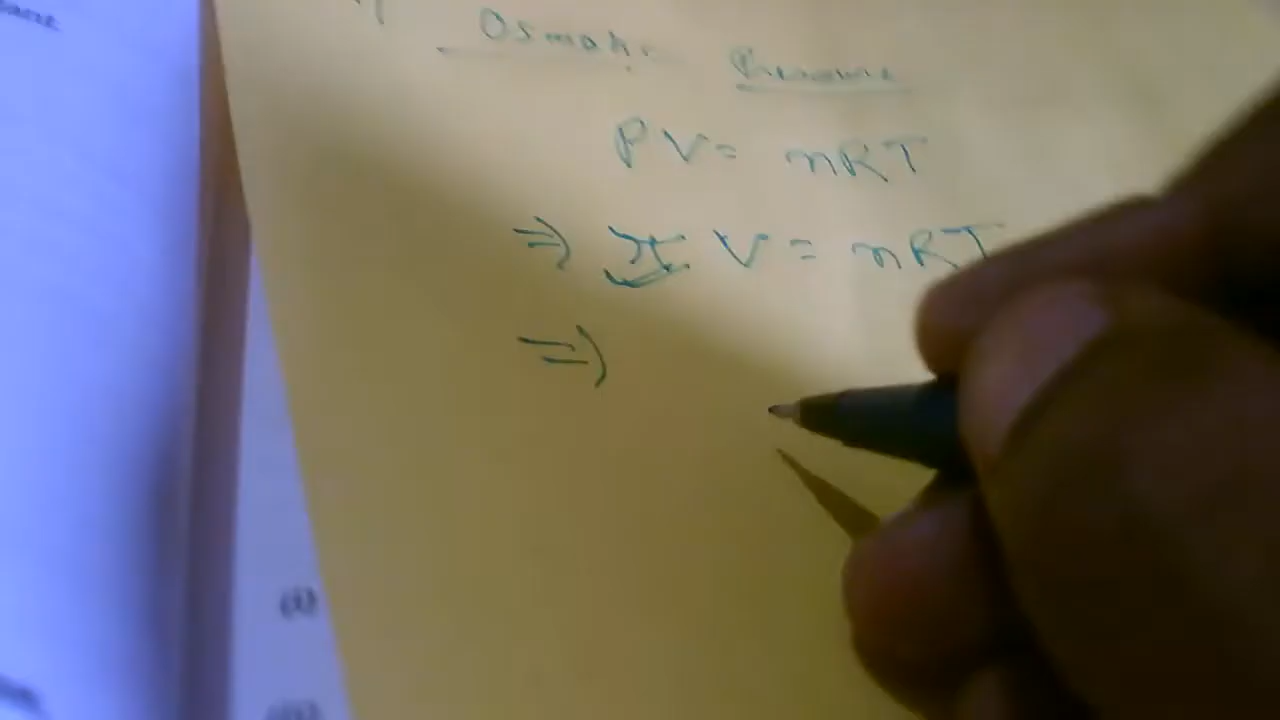 Osmotic Pressure
PV = nRT
⇒ π V = nRT
⇒
(i)